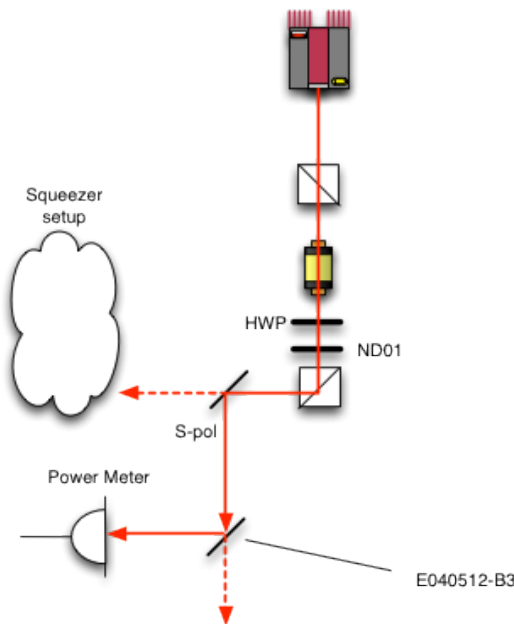 Squeezer
setup
HWP
ND01
S-pol
Power Meter
E040512-B3